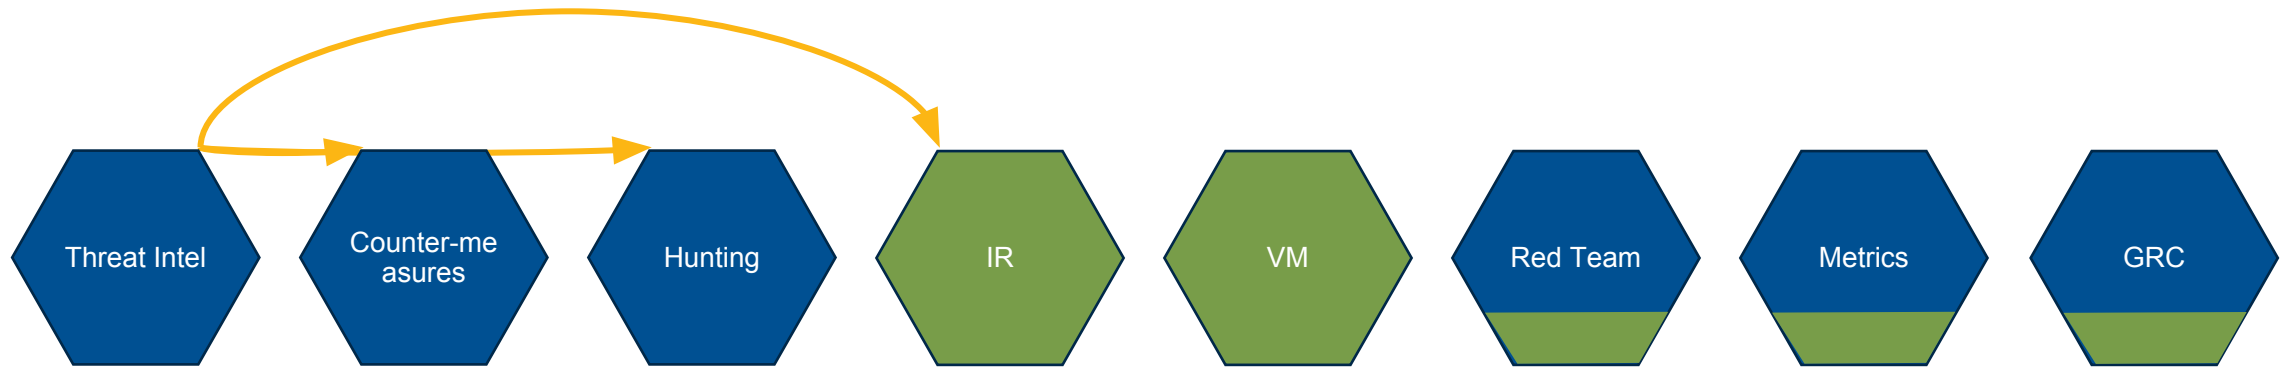 Threat Intel
Counter-me
asures
Hunting
IR
VM
Red Team
Metrics
GRC